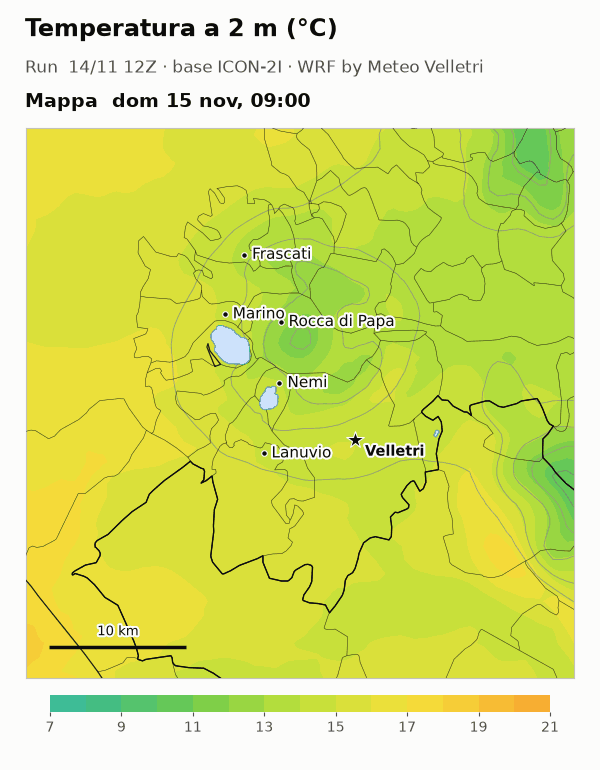 Temperatura a 2 m (°C)
Run 14/11 12Z · base ICON-2I · WRF by Meteo Velletri
Mappa dom 15 nov, 09:00
Frascati
Marino
Rocca di Papa
Nemi
Velletri
Lanuvio
10 km
7 9 11 13 15 17 19 21